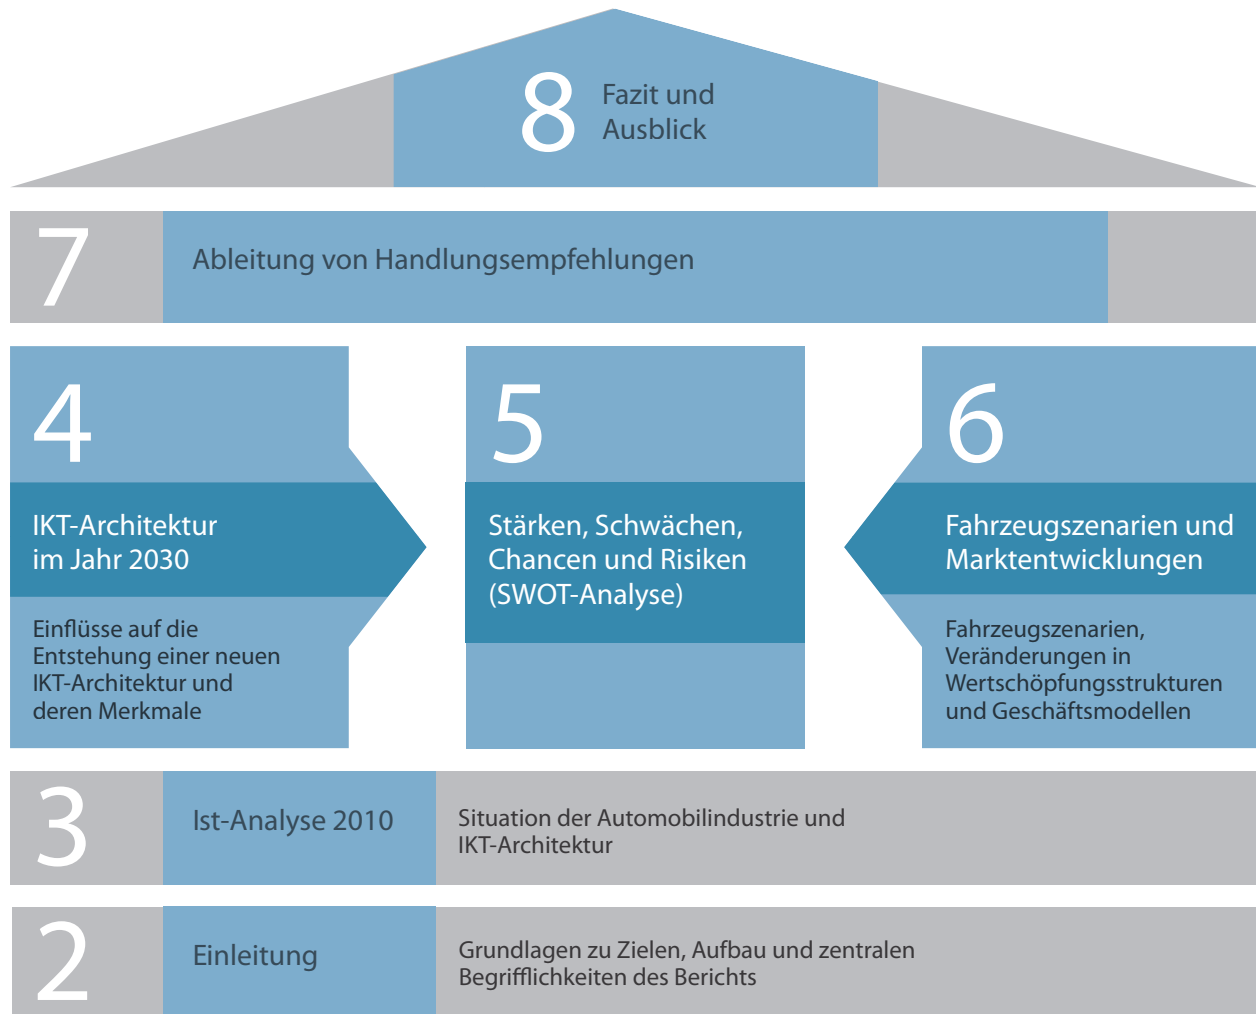 8
Fazit und
Ausblick
7
Ableitung von Handlungsempfehlungen
4
IKT-Architektur
im Jahr 2030
Einflüsse auf die
Entstehung einer neuen
IKT-Architektur und
deren Merkmale
5
Stärken, Schwächen,
Chancen und Risiken
(SWOT-Analyse)
6
Fahrzeugszenarien und
Marktentwicklungen
Fahrzeugszenarien,
Veränderungen in
Wertschöpfungsstrukturen
und Geschäftsmodellen
3
Ist-Analyse 2010
Situation der Automobilindustrie und
IKT-Architektur
2
Einleitung
Grundlagen zu Zielen, Aufbau und zentralen
Begrifflichkeiten des Berichts